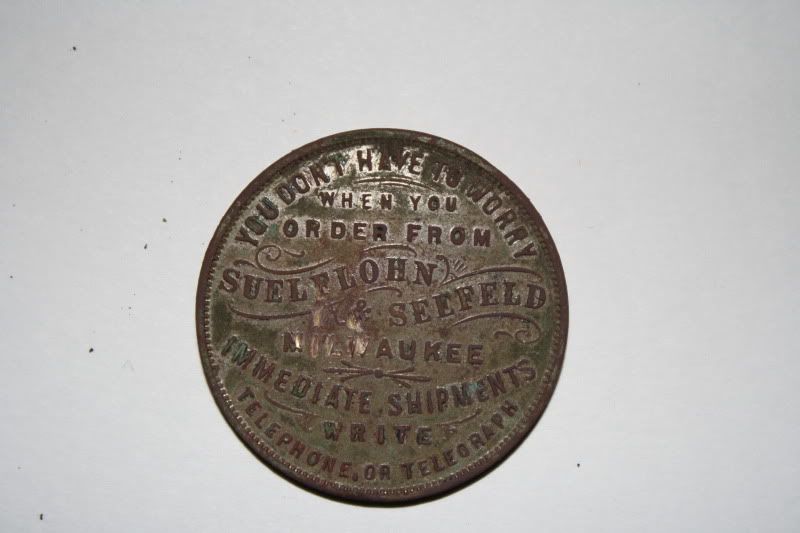 YOU DON'T HAVE TO WORRY
WHEN YOU
ORDER FROM
SUELFLOHN
& SEEFELD
MILWAUKEE
IMMEDIATE SHIPMENTS
WRITE
TELEPHONE, OR TELEGRAPH